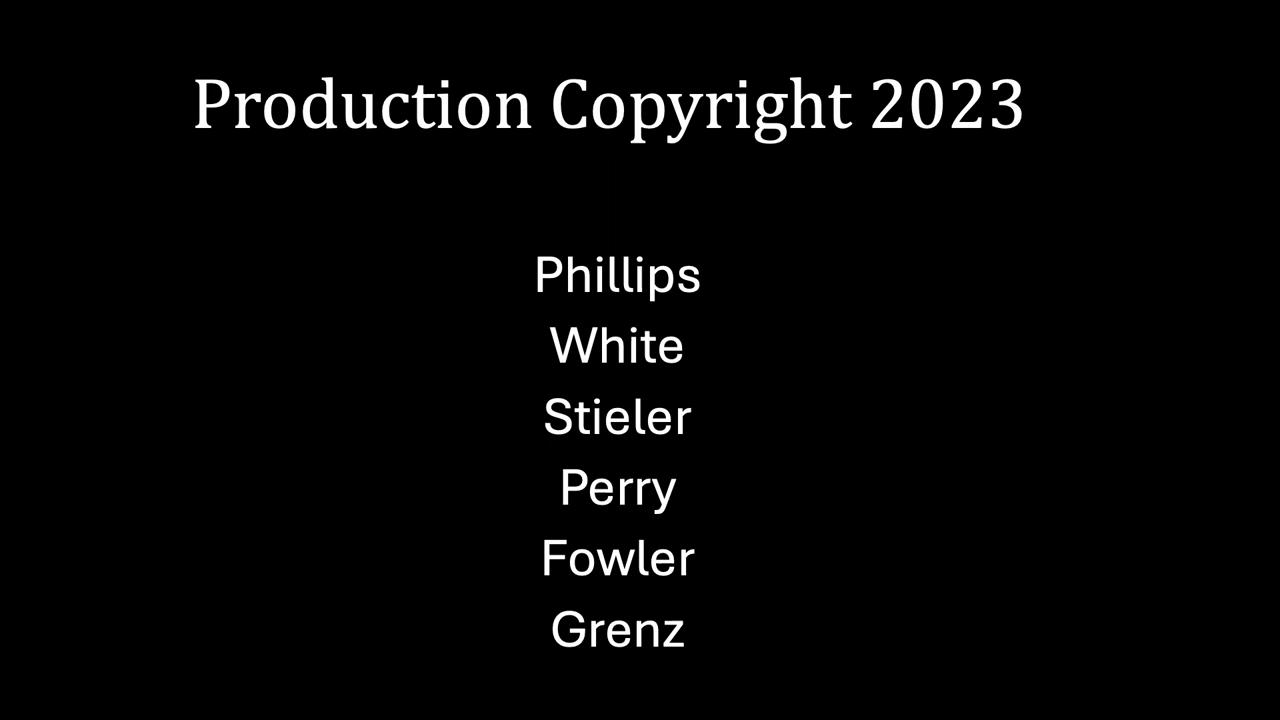 Production Copyright 2023
Phillips
White
Stieler
Perry
Fowler
Grenz